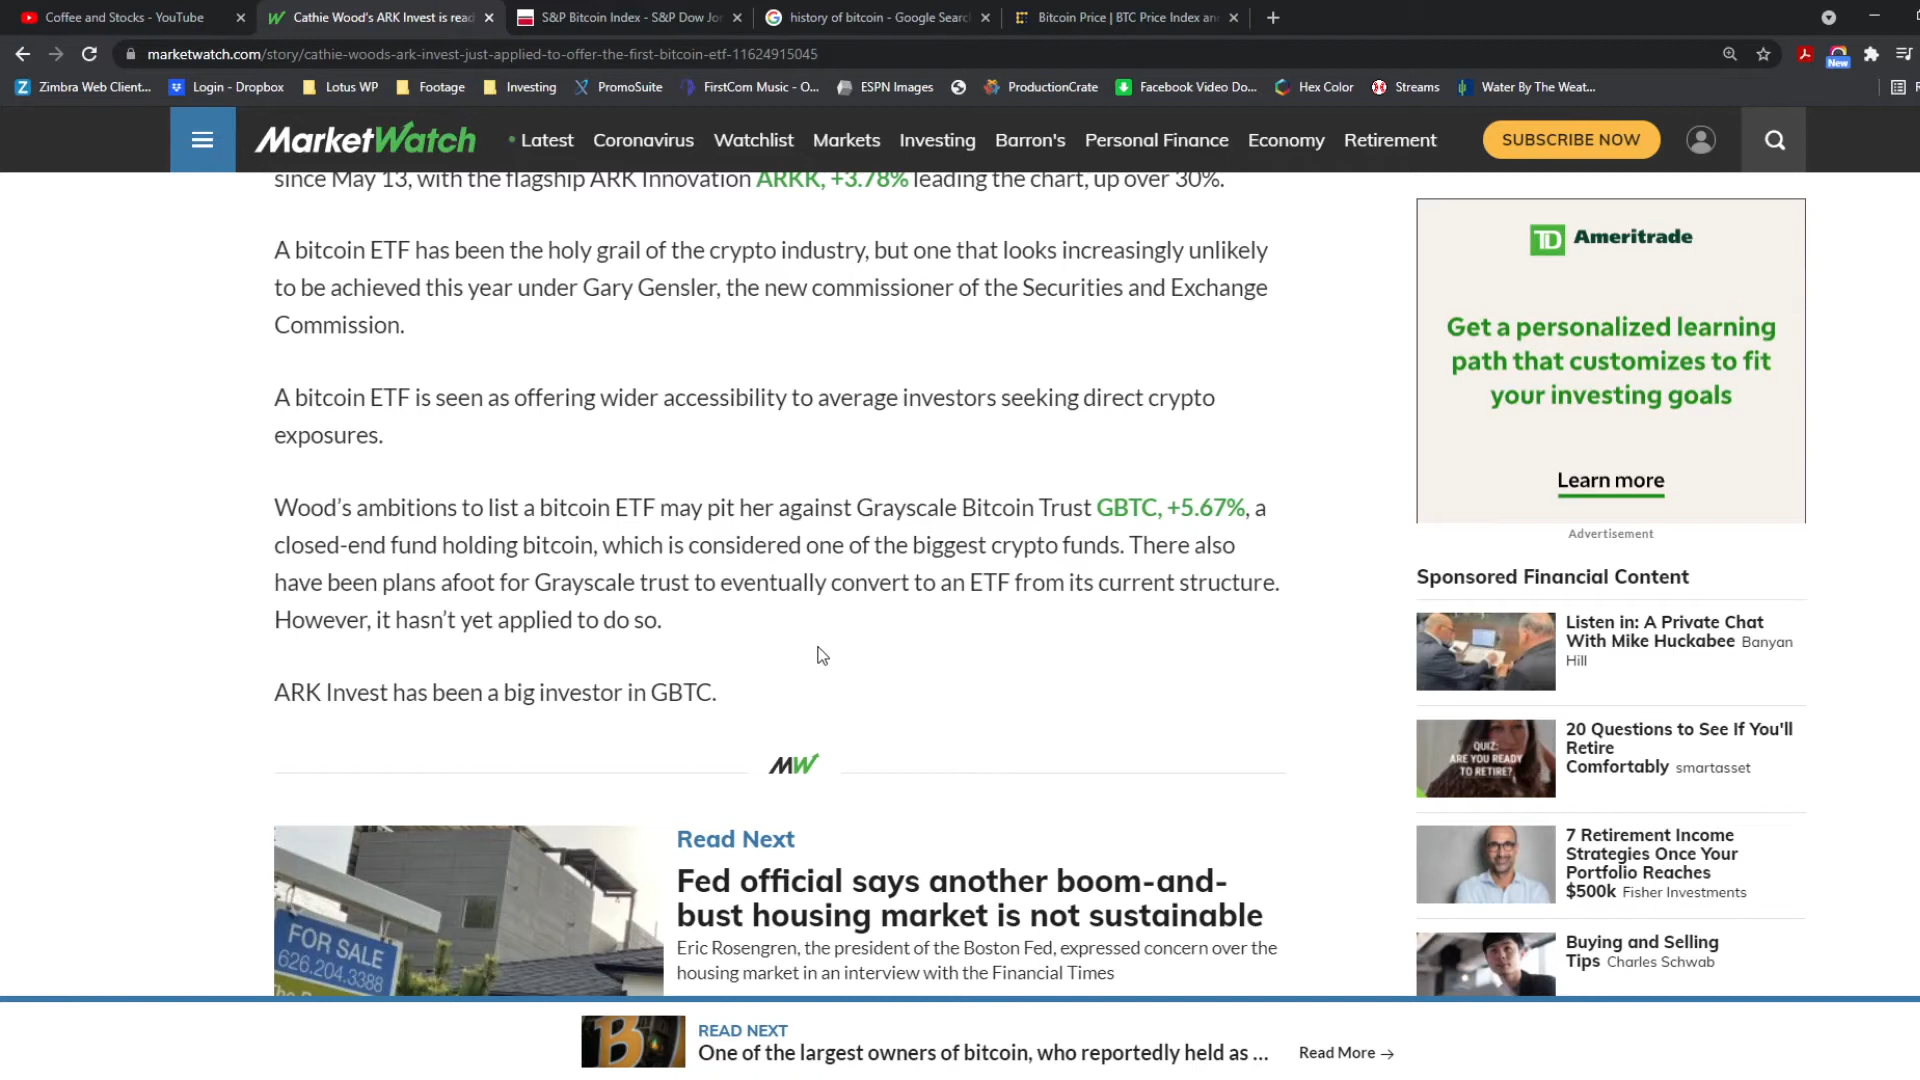 Coffee and Stocks - YouTube
Cathie Wood's ARK Invest is read
S&P Bitcoin Index - S&P Dow Jor
history of bitcoin - Google Search
Bitcoin Price | BTC Price Index an
marketwatch.com/story/cathie-woods-ark-invest-just-applied-to-offer-the-first-bitcoin-etf-11624915045
New
Zimbra Web Client...
Login - Dropbox
Lotus WP
Footage
Investing
PromoSuite
FirstCom Music - O...
ESPN Images
ProductionCrate
Facebook Video Do...
Hex Color
Streams
Water By The Weat...
MarketWatch
Latest
Coronavirus
Watchlist
Markets
Investing
Barron's
Personal Finance
Economy
Retirement
SUBSCRIBE NOW
since May 13, with the flagship ARK Innovation ARKK, +3.78% leading the chart, up over 30%.
A bitcoin ETF has been the holy grail of the crypto industry, but one that looks increasingly unlikely
to be achieved this year under Gary Gensler, the new commissioner of the Securities and Exchange
Commission.
A bitcoin ETF is seen as offering wider accessibility to average investors seeking direct crypto
exposures.
Wood's ambitions to list a bitcoin ETF may pit her against Grayscale Bitcoin Trust GBTC, +5.67%, a
closed-end fund holding bitcoin, which is considered one of the biggest crypto funds. There also
have been plans afoot for Grayscale trust to eventually convert to an ETF from its current structure.
However, it hasn't yet applied to do so.
ARK Invest has been a big investor in GBTC.
MW
FOR SALE
626.204.3388
Read Next
Fed official says another boom-and-
bust housing market is not sustainable
Eric Rosengren, the president of the Boston Fed, expressed concern over the
housing market in an interview with the Financial Times
TD Ameritrade
Get a personalized learning
path that customizes to fit
your investing goals
Learn more
Advertisement
Sponsored Financial Content
Listen in: A Private Chat
With Mike Huckabee Banyan
Hill
QUIZ:
ARE YOU READY
TO RETIRE?
20 Questions to See If You'll
Retire
Comfortably smartasset
7 Retirement Income
Strategies Once Your
Portfolio Reaches
$500k Fisher Investments
Buying and Selling
Tips Charles Schwab
READ NEXT
One of the largest owners of bitcoin, who reportedly held as ...
Read More →